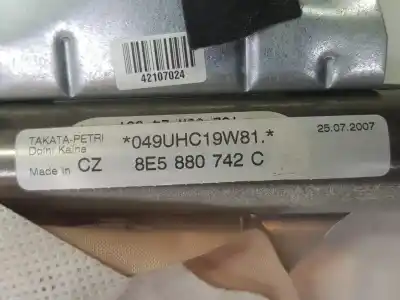 42107024
TAKATA-PETRI
Dolni Kalna
*049UHC19W81.*
25.07.2007
Made in CZ
8E5 880 742 C